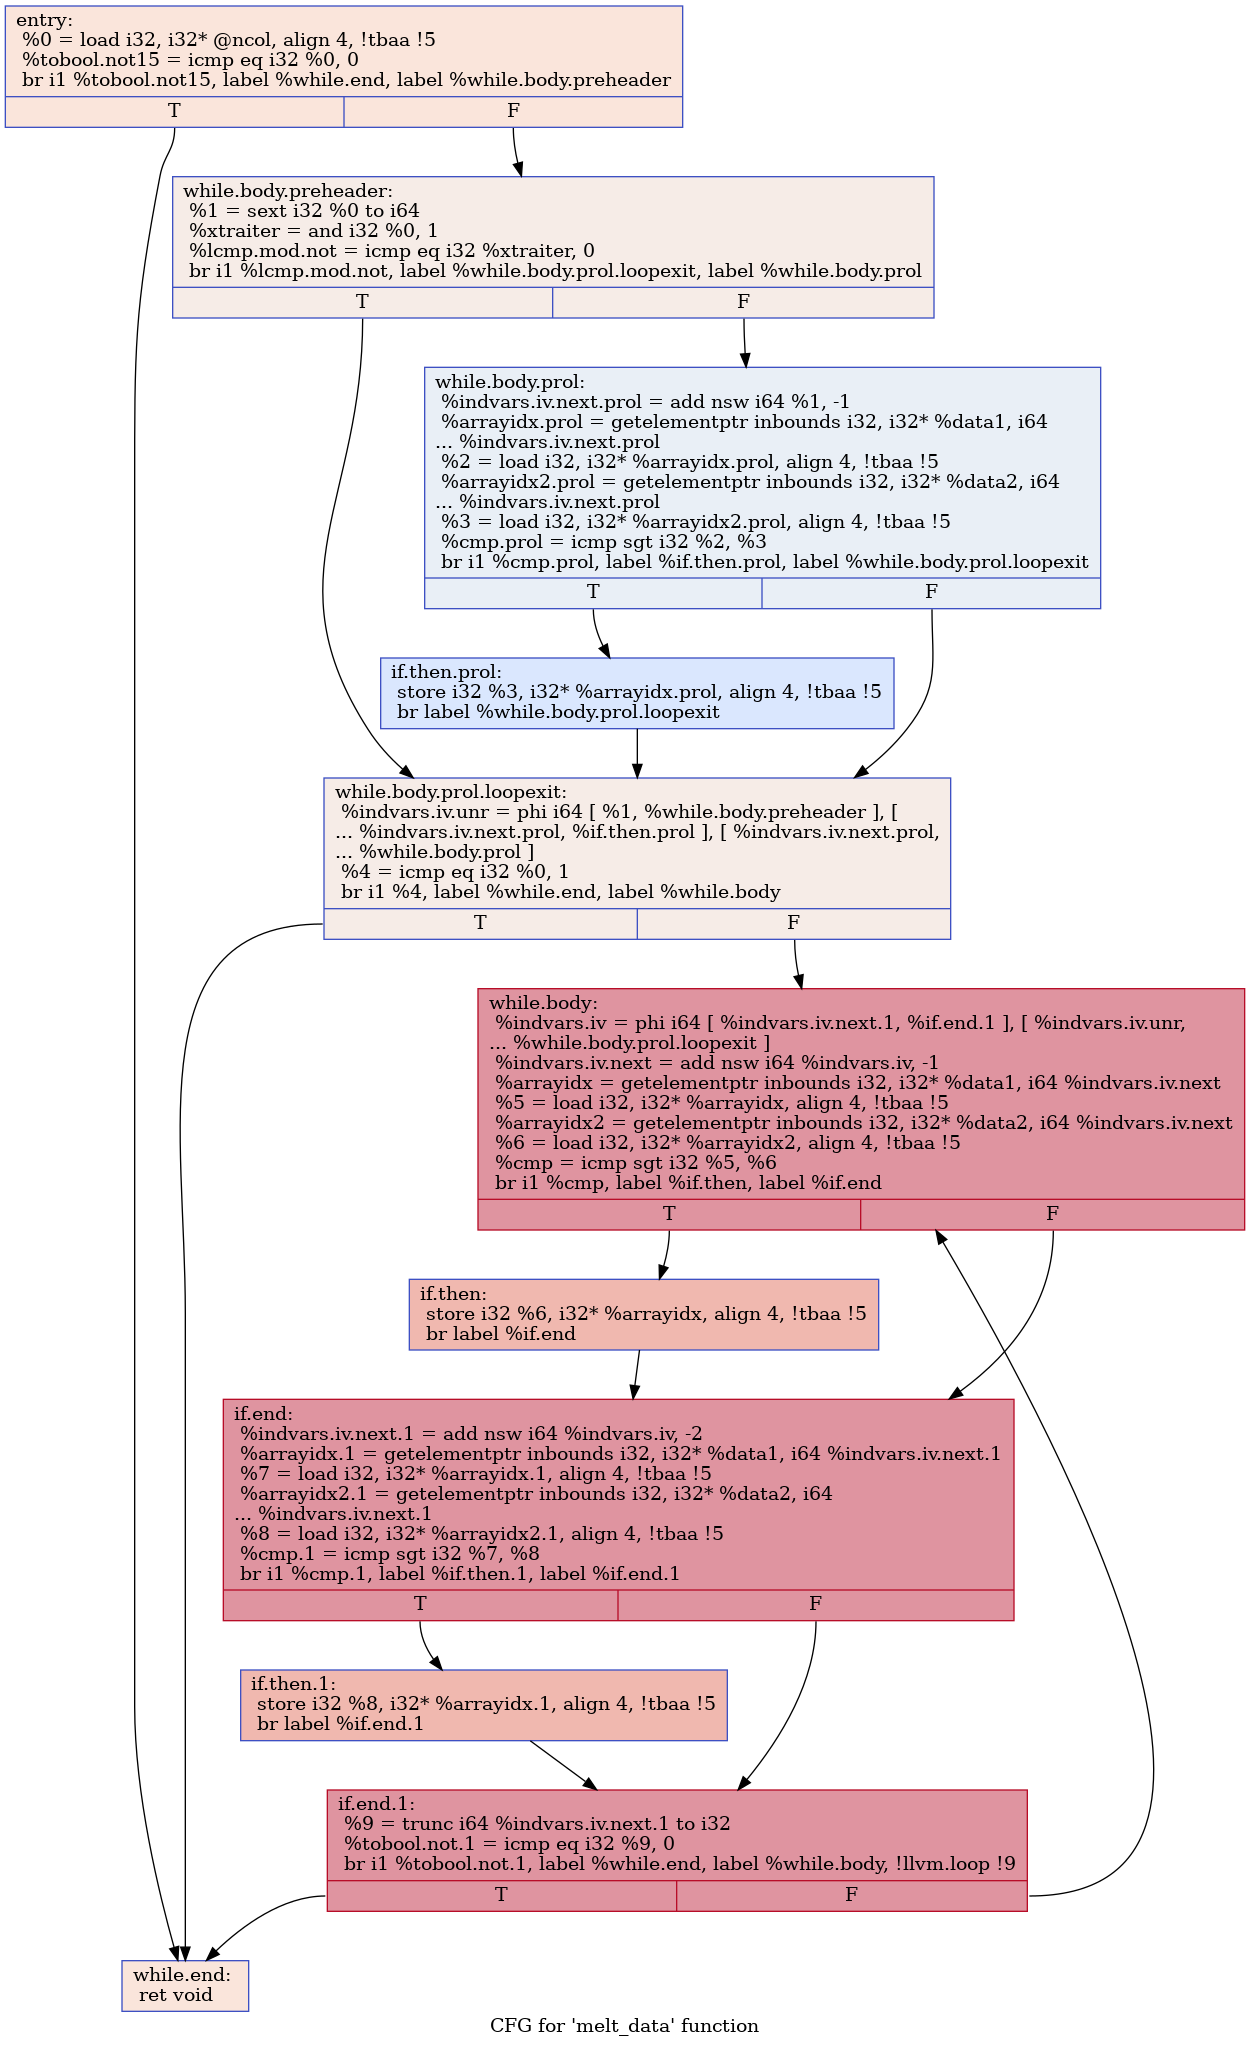 entry:
%0 = load i32, i32* @ncol, align 4, !tbaa !5
%tobool.not15 = icmp eq i32 %0, 0
br i1 %tobool.not15, label %while.end, label %while.body.preheader
T
F
while.body.preheader:
%1 = sext i32 %0 to i64
%xtraiter = and i32 %0, 1
%lcmp.mod.not = icmp eq i32 %xtraiter, 0
br i1 %lcmp.mod.not, label %while.body.prol.loopexit, label %while.body.prol
T
F
while.body.prol:
%indvars.iv.next.prol = add nsw i64 %1, -1
%arrayidx.prol = getelementptr inbounds i32, i32* %data1, i64
... %indvars.iv.next.prol
%2 = load i32, i32* %arrayidx.prol, align 4, !tbaa !5
%arrayidx2.prol = getelementptr inbounds i32, i32* %data2, i64
... %indvars.iv.next.prol
%3 = load i32, i32* %arrayidx2.prol, align 4, !tbaa !5
%cmp.prol = icmp sgt i32 %2, %3
br i1 %cmp.prol, label %if.then.prol, label %while.body.prol.loopexit
T
F
if.then.prol:
store i32 %3, i32* %arrayidx.prol, align 4, !tbaa !5
br label %while.body.prol.loopexit
while.body.prol.loopexit:
%indvars.iv.unr = phi i64 [ %1, %while.body.preheader ], [
... %indvars.iv.next.prol, %if.then.prol ], [ %indvars.iv.next.prol,
... %while.body.prol ]
%4 = icmp eq i32 %0, 1
br i1 %4, label %while.end, label %while.body
T
F
while.body:
%indvars.iv = phi i64 [ %indvars.iv.next.1, %if.end.1 ], [ %indvars.iv.unr,
... %while.body.prol.loopexit ]
%indvars.iv.next = add nsw i64 %indvars.iv, -1
%arrayidx = getelementptr inbounds i32, i32* %data1, i64 %indvars.iv.next
%5 = load i32, i32* %arrayidx, align 4, !tbaa !5
%arrayidx2 = getelementptr inbounds i32, i32* %data2, i64 %indvars.iv.next
%6 = load i32, i32* %arrayidx2, align 4, !tbaa !5
%cmp = icmp sgt i32 %5, %6
br i1 %cmp, label %if.then, label %if.end
T
F
if.then:
store i32 %6, i32* %arrayidx, align 4, !tbaa !5
br label %if.end
if.end:
%indvars.iv.next.1 = add nsw i64 %indvars.iv, -2
%arrayidx.1 = getelementptr inbounds i32, i32* %data1, i64 %indvars.iv.next.1
%7 = load i32, i32* %arrayidx.1, align 4, !tbaa !5
%arrayidx2.1 = getelementptr inbounds i32, i32* %data2, i64
... %indvars.iv.next.1
%8 = load i32, i32* %arrayidx2.1, align 4, !tbaa !5
%cmp.1 = icmp sgt i32 %7, %8
br i1 %cmp.1, label %if.then.1, label %if.end.1
T
F
if.then.1:
store i32 %8, i32* %arrayidx.1, align 4, !tbaa !5
br label %if.end.1
if.end.1:
%9 = trunc i64 %indvars.iv.next.1 to i32
%tobool.not.1 = icmp eq i32 %9, 0
br i1 %tobool.not.1, label %while.end, label %while.body, !llvm.loop !9
T
F
while.end:
ret void
CFG for 'melt_data' function